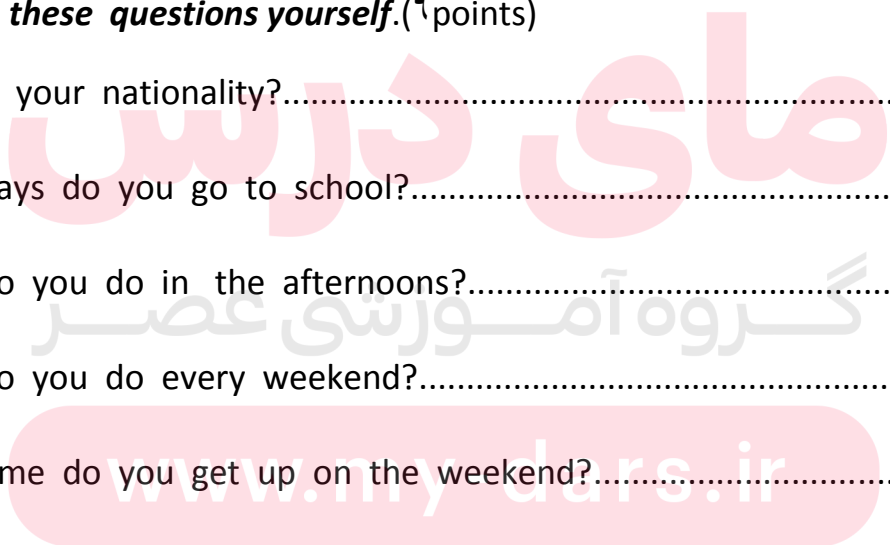 these questions yourself.(٦points)
your nationality?............................................................
ays do you go to school?..................................................
o you do in the afternoons?.............................................
o you do every weekend?..................................................
me do you get up on the weekend?................................
مای درس
گروه آموزشی عصر
www.my-dars.ir